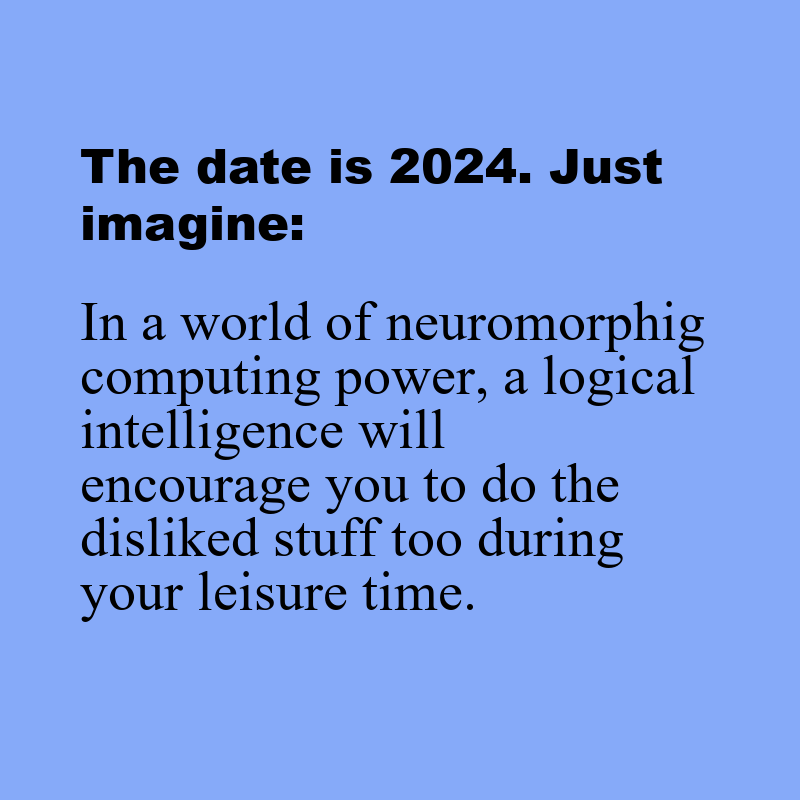 The date is 2024. Just
imagine:
In a world of neuromorphig
computing power, a logical
intelligence will
encourage you to do the
disliked stuff too during
your leisure time.